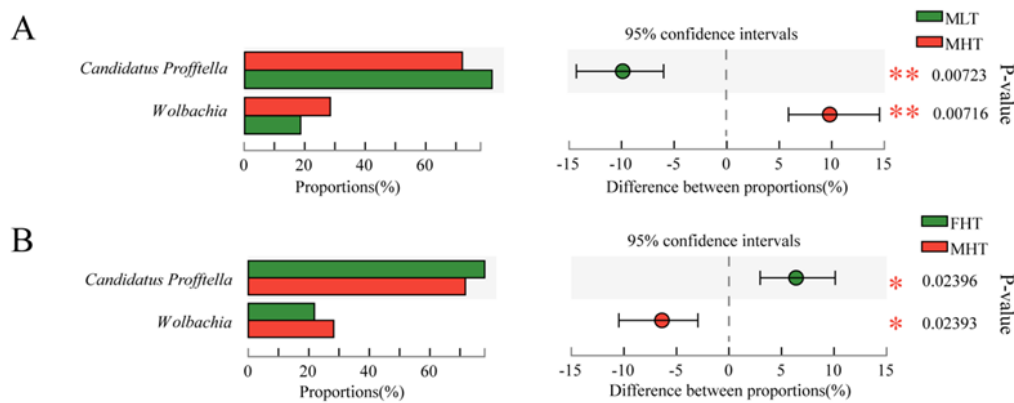 A
MLT
MHT
95% confidence intervals
Candidatus Profftella
Wolbachia
** 0.00723
** 0.00716
P-value
0 20 40 60
Proportions(%)
-15 -10 -5 0 5 10 15
Difference between proportions(%)
B
FHT
MHT
95% confidence intervals
Candidatus Profftella
Wolbachia
* 0.02396
* 0.02393
P-value
0 20 40 60
Proportions(%)
-15 -10 -5 0 5 10 15
Difference between proportions(%)